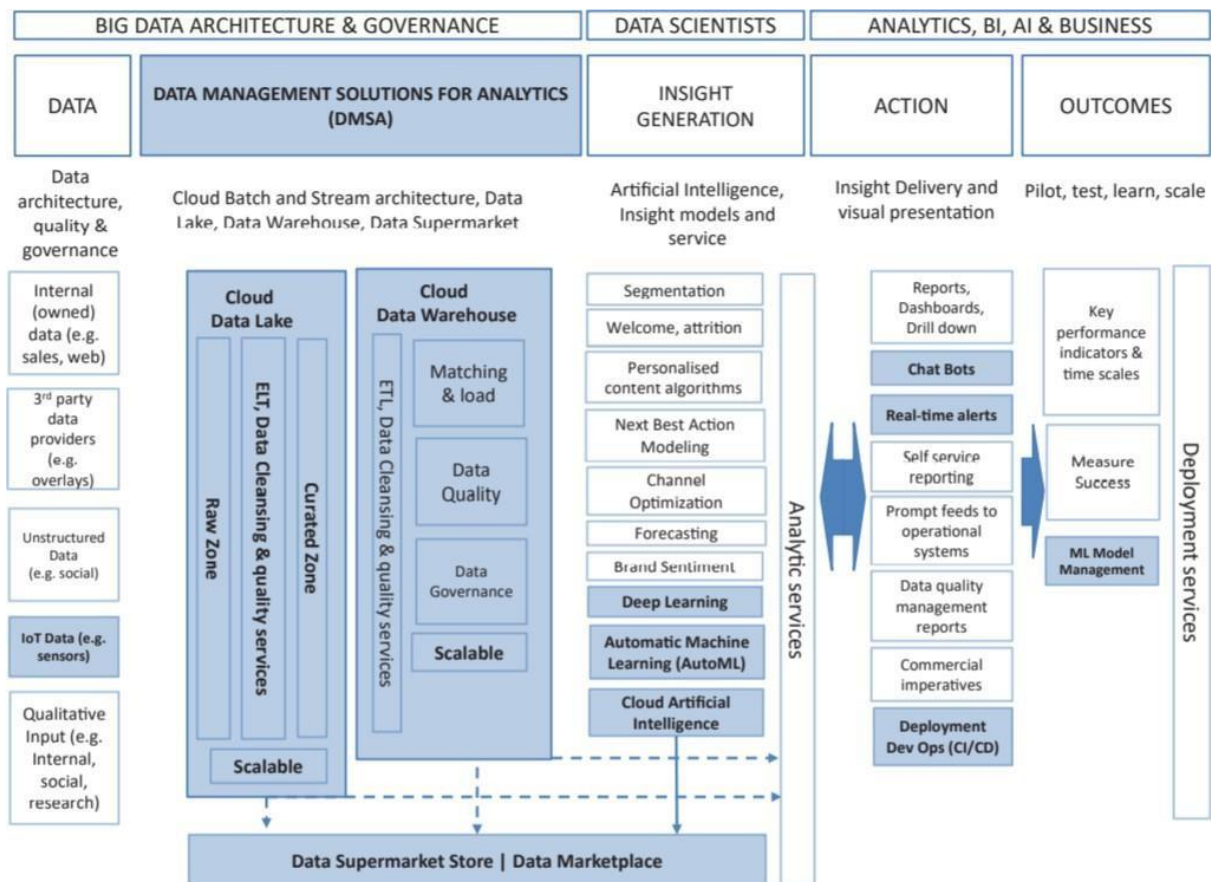 BIG DATA ARCHITECTURE & GOVERNANCE
DATA SCIENTISTS
ANALYTICS, BI, AI & BUSINESS
DATA
DATA MANAGEMENT SOLUTIONS FOR ANALYTICS
(DMSA)
INSIGHT
GENERATION
ACTION
OUTCOMES
Data
architecture,
quality &
governance
Cloud Batch and Stream architecture, Data
Lake, Data Warehouse, Data Supermarket
Artificial Intelligence,
Insight models and
service
Insight Delivery and
visual presentation
Pilot, test, learn, scale
Internal
(owned)
data (e.g.
sales, web)
3rd party
data
providers
(e.g.
overlays)
Unstructured
Data
(e.g. social)
IoT Data (e.g.
sensors)
Qualitative
Input (e.g.
Internal,
social,
research)
Cloud
Data Lake
Raw Zone
ELT, Data Cleansing & quality services
Curated Zone
Scalable
Cloud
Data Warehouse
ETL, Data Cleansing & quality services
Matching
& load
Data
Quality
Data
Governance
Scalable
Segmentation
Welcome, attrition
Personalised
content algorithms
Next Best Action
Modeling
Channel
Optimization
Forecasting
Brand Sentiment
Deep Learning
Automatic Machine
Learning (AutoML)
Cloud Artificial
Intelligence
Data Supermarket Store | Data Marketplace
Analytic services
Reports,
Dashboards,
Drill down
Chat Bots
Real-time alerts
Self service
reporting
Prompt feeds to
operational
systems
Data quality
management
reports
Commercial
imperatives
Deployment
Dev Ops (CI/CD)
Key
performance
indicators &
time scales
Measure
Success
ML Model
Management
Deployment services